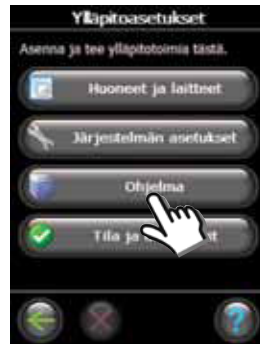 Ylläpitoasetukset
Asenna ja tee ylläpitotoimia tästä.
Huoneet ja laitteet
Järjestelmän asetukset
Ohjelma
Tila ja
?